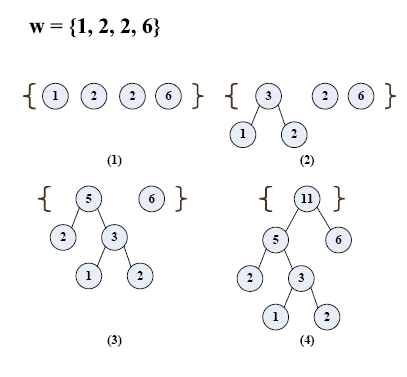 w = {1, 2, 2, 6}
{ 1 2 2 6 }
(1)
{ 3 2 6 }
1 2
(2)
{ 5 6 }
2 3
1 2
(3)
{ 11 }
5 6
2 3
1 2
(4)